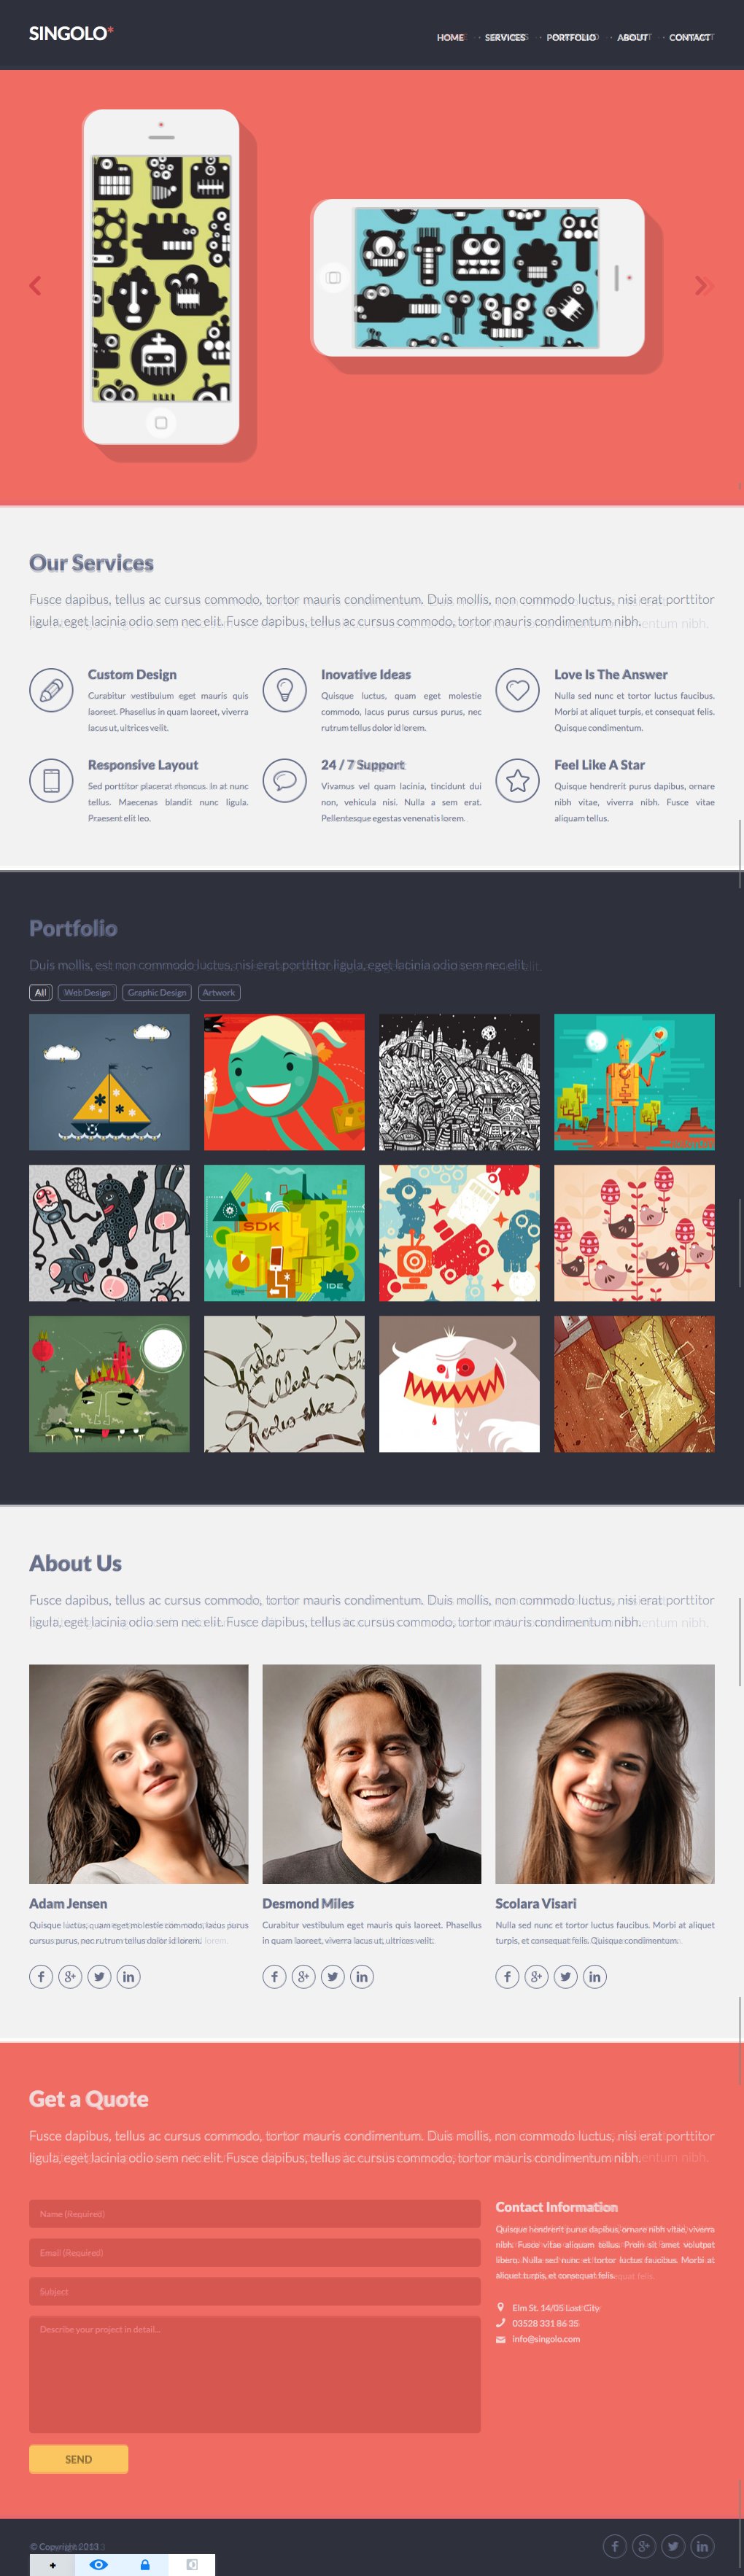 SINGOLO*
HOME · SERVICES · PORTFOLIO · ABOUT · CONTACT
Our Services
Fusce dapibus, tellus ac cursus commodo, tortor mauris condimentum. Duis mollis, non commodo luctus, nisi erat porttitor
ligula, eget lacinia odio sem nec elit. Fusce dapibus, tellus ac cursus commodo, tortor mauris condimentum nibh.
Custom Design
Curabitur vestibulum eget mauris quis
laoreet. Phasellus in quam laoreet, viverra
lacus ut, ultrices velit.
Inovative Ideas
Quisque luctus, quam eget molestie
commodo, lacus purus cursus purus, nec
rutrum tellus dolor id lorem.
Love Is The Answer
Nulla sed nunc et tortor luctus faucibus.
Morbi at aliquet turpis, et consequat felis.
Quisque condimentum.
Responsive Layout
Sed porttitor placerat rhoncus. In at nunc
tellus. Maecenas blandit nunc ligula.
Praesent elit leo.
24 / 7 Support
Vivamus vel quam lacinia, tincidunt dui
non, vehicula nisi. Nulla a sem erat.
Pellentesque egestas venenatis lorem.
Feel Like A Star
Quisque hendrerit purus dapibus, ornare
nibh vitae, viverra nibh. Fusce vitae
aliquam tellus.
Portfolio
Duis mollis, est non commodo luctus, nisi erat porttitor ligula, eget lacinia odio sem nec elit.
All
Web Design
Graphic Design
Artwork
SDK
IDE
About Us
Fusce dapibus, tellus ac cursus commodo, tortor mauris condimentum. Duis mollis, non commodo luctus, nisi erat porttitor
ligula, eget lacinia odio sem nec elit. Fusce dapibus, tellus ac cursus commodo, tortor mauris condimentum nibh.
Adam Jensen
Quisque luctus, quam eget molestie commodo, lacus purus
cursus purus, nec rutrum tellus dolor id lorem.
Desmond Miles
Curabitur vestibulum eget mauris quis laoreet. Phasellus
in quam laoreet, viverra lacus ut, ultrices velit.
Scolara Visari
Nulla sed nunc et tortor luctus faucibus. Morbi at aliquet
turpis, et consequat felis. Quisque condimentum.
Get a Quote
Fusce dapibus, tellus ac cursus commodo, tortor mauris condimentum. Duis mollis, non commodo luctus, nisi erat porttitor
ligula, eget lacinia odio sem nec elit. Fusce dapibus, tellus ac cursus commodo, tortor mauris condimentum nibh.
Name (Required)
Email (Required)
Subject
Describe your project in detail...
SEND
Contact Information
Quisque hendrerit purus dapibus, ornare nibh vitae, viverra
nibh. Fusce vitae aliquam tellus. Proin sit amet volutpat
libero. Nulla sed nunc et tortor luctus faucibus. Morbi at
aliquet turpis, et consequat felis.
Elm St. 14/05 Lost City
03528 331 86 35
info@singolo.com
© Copyright 2013